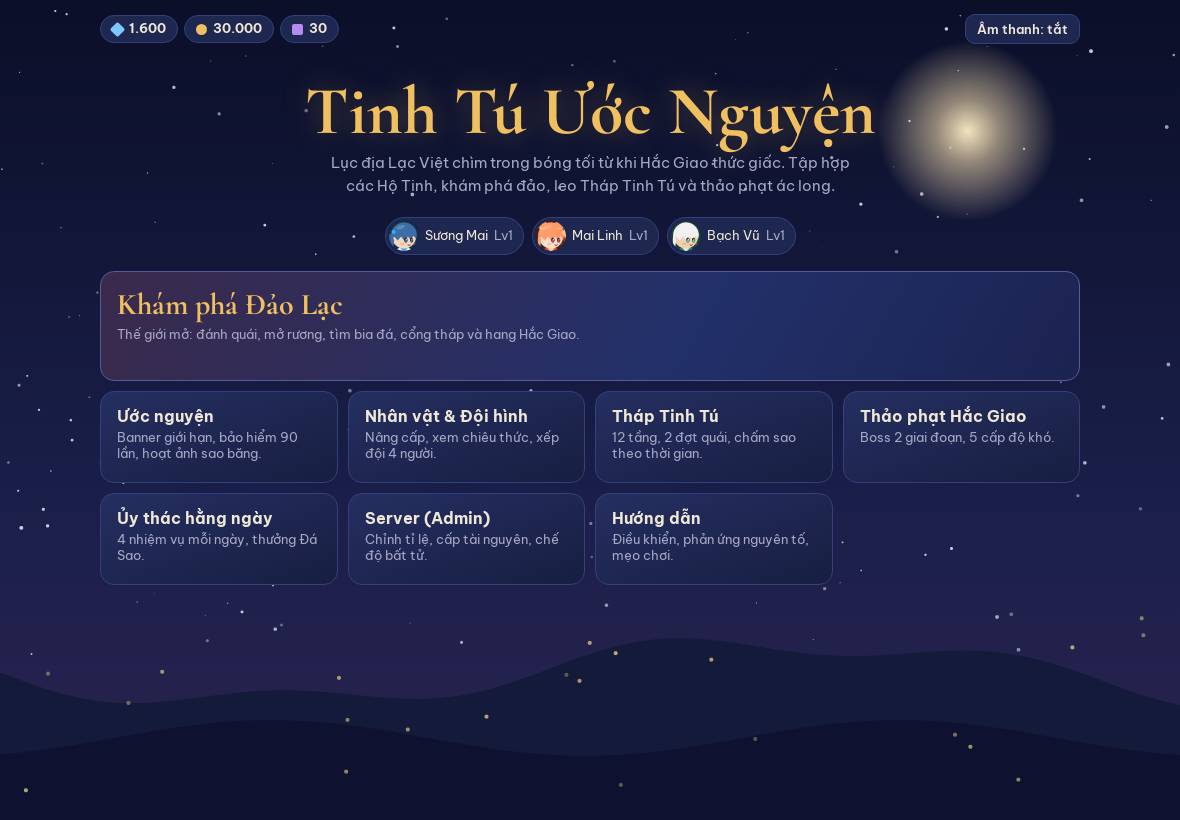 1.600 30.000 30 Âm thanh: tắt
Tinh Tú Ước Nguyện
Lục địa Lạc Việt chìm trong bóng tối từ khi Hắc Giao thức giấc. Tập hợp
các Hộ Tinh, khám phá đảo, leo Tháp Tinh Tú và thảo phạt ác long.
Sương Mai Lv1 Mai Linh Lv1 Bạch Vũ Lv1
Khám phá Đảo Lạc
Thế giới mở: đánh quái, mở rương, tìm bia đá, cổng tháp và hang Hắc Giao.
Ước nguyện
Banner giới hạn, bảo hiểm 90
lần, hoạt ảnh sao băng.
Nhân vật & Đội hình
Nâng cấp, xem chiêu thức, xếp
đội 4 người.
Tháp Tinh Tú
12 tầng, 2 đợt quái, chấm sao
theo thời gian.
Thảo phạt Hắc Giao
Boss 2 giai đoạn, 5 cấp độ khó.
Ủy thác hằng ngày
4 nhiệm vụ mỗi ngày, thưởng Đá
Sao.
Server (Admin)
Chỉnh tỉ lệ, cấp tài nguyên, chế
độ bất tử.
Hướng dẫn
Điều khiển, phản ứng nguyên tố,
mẹo chơi.